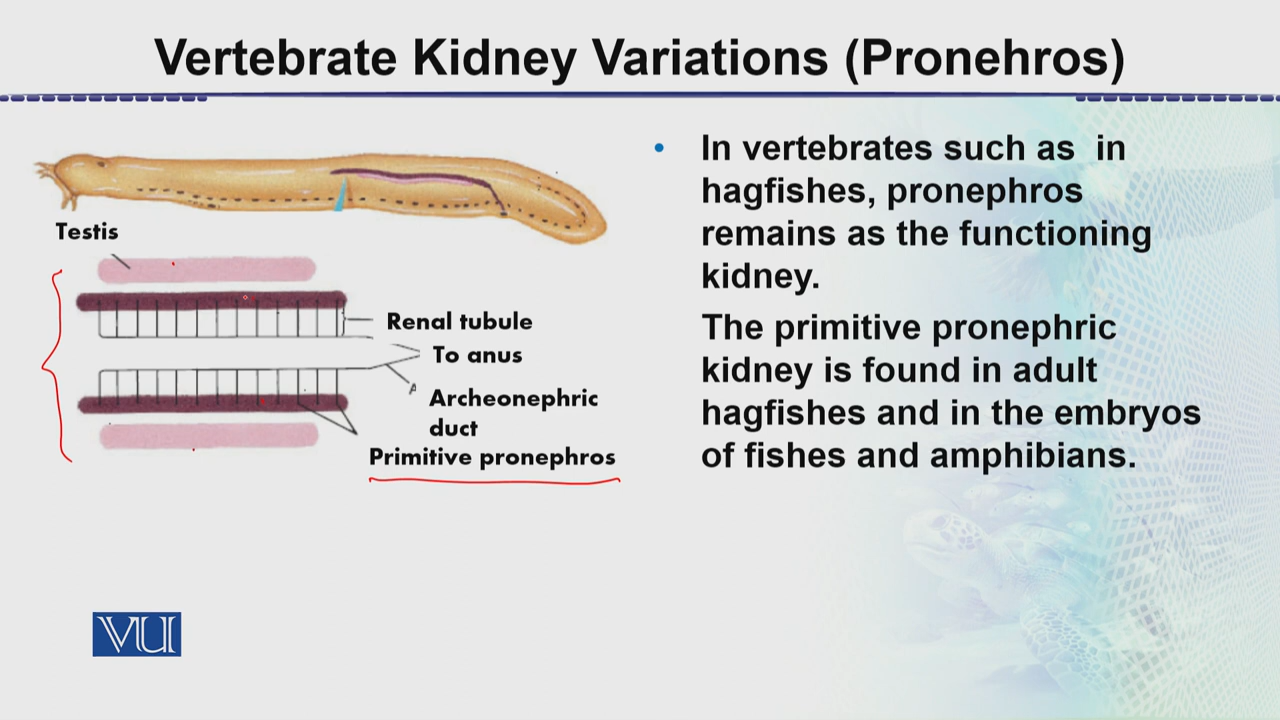 Vertebrate Kidney Variations (Pronehros)
Testis
Renal tubule
To anus
Archeonephric
duct
Primitive pronephros
• In vertebrates such as in
hagfishes, pronephros
remains as the functioning
kidney.
The primitive pronephric
kidney is found in adult
hagfishes and in the embryos
of fishes and amphibians.
VU